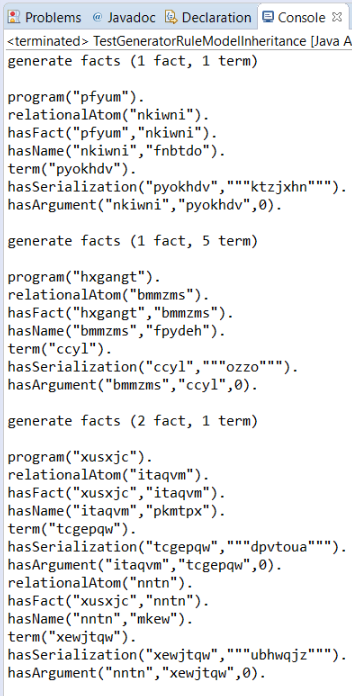 Problems @ Javadoc Declaration Console
<terminated> TestGeneratorRuleModelInheritance [Java A
generate facts (1 fact, 1 term)
program("pfyum").
relationalAtom("nkiwni").
hasFact("pfyum","nkiwni").
hasName("nkiwni","fnbtdo").
term("pyokhdv").
hasSerialization("pyokhdv","""ktzjxhn""").
hasArgument("nkiwni","pyokhdv",0).
generate facts (1 fact, 5 term)
program("hxgangt").
relationalAtom("bmmzms").
hasFact("hxgangt","bmmzms").
hasName("bmmzms","fpydeh").
term("ccyl").
hasSerialization("ccyl","""ozzo""").
hasArgument("bmmzms","ccyl",0).
generate facts (2 fact, 1 term)
program("xusxjc").
relationalAtom("itaqvm").
hasFact("xusxjc","itaqvm").
hasName("itaqvm","pkmtpx").
term("tcgepqw").
hasSerialization("tcgepqw","""dpvtoua""").
hasArgument("itaqvm","tcgepqw",0).
relationalAtom("nntn").
hasFact("xusxjc","nntn").
hasName("nntn","mkew").
term("xewjtqw").
hasSerialization("xewjtqw","""ubhwqjz""").
hasArgument("nntn","xewjtqw",0).